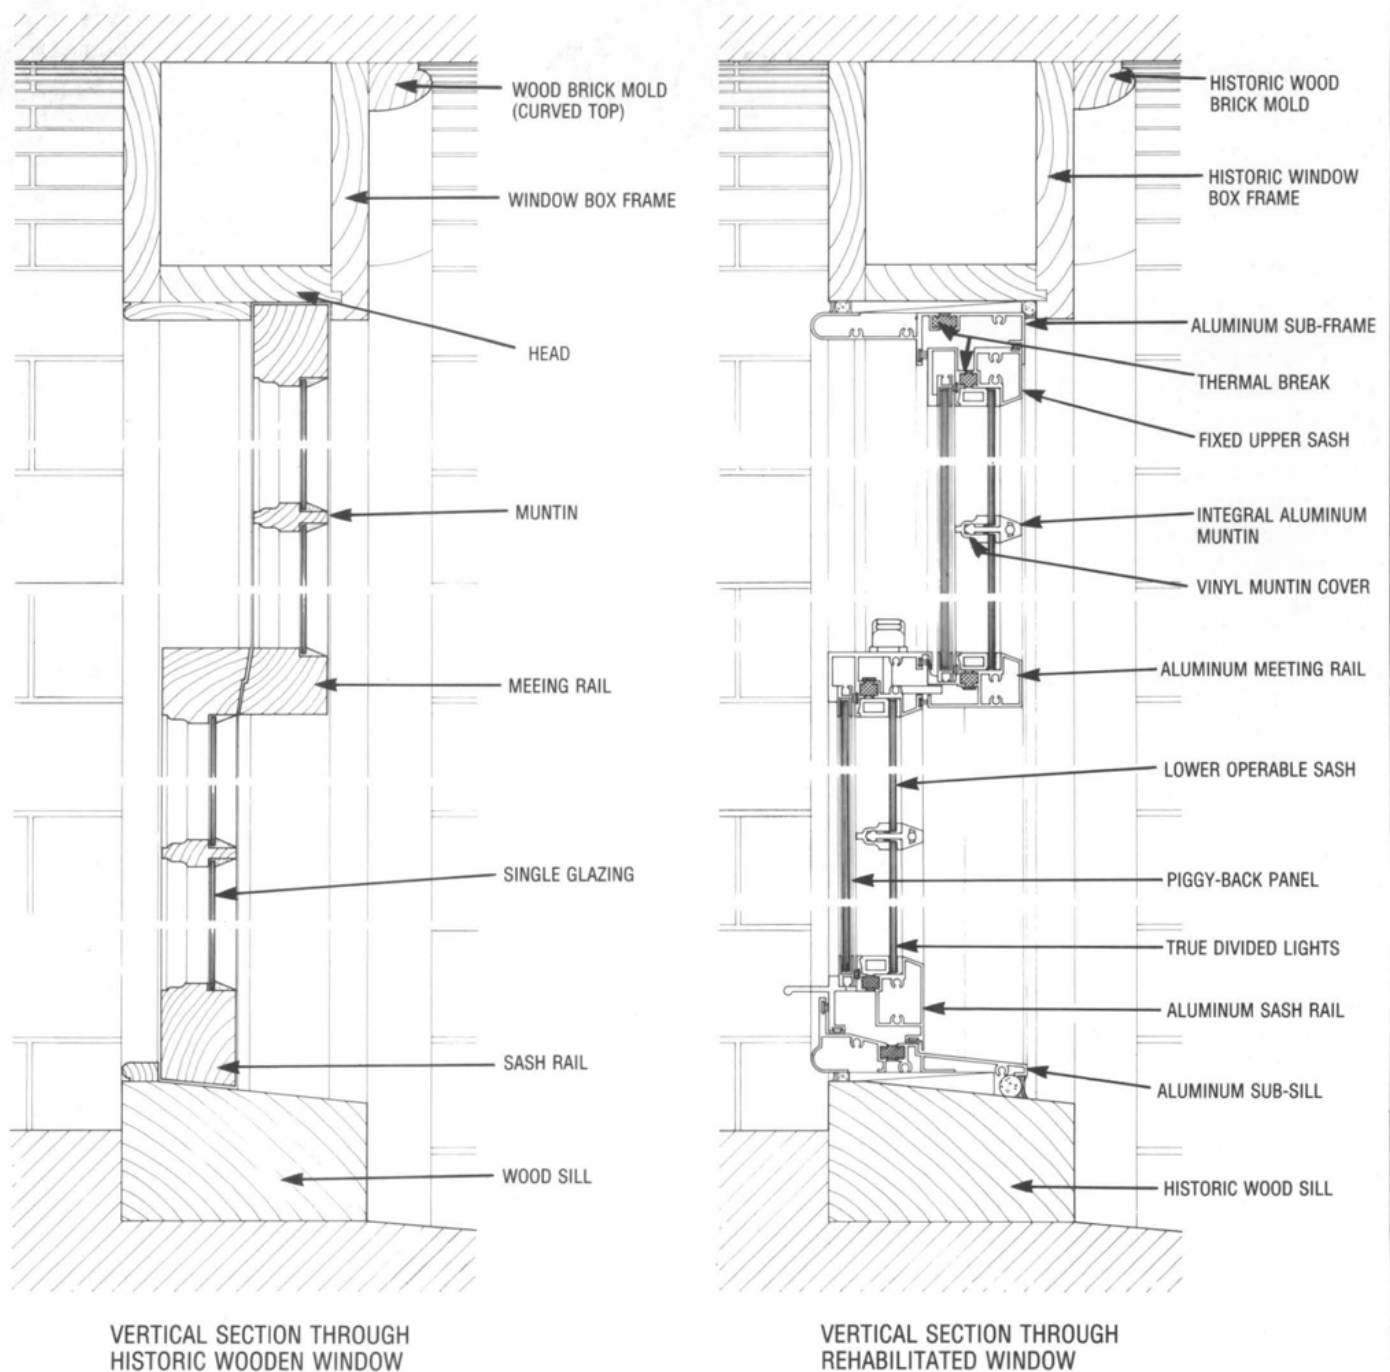 WOOD BRICK MOLD
(CURVED TOP)
WINDOW BOX FRAME
HEAD
MUNTIN
MEEING RAIL
SINGLE GLAZING
SASH RAIL
WOOD SILL
VERTICAL SECTION THROUGH
HISTORIC WOODEN WINDOW
HISTORIC WOOD
BRICK MOLD
HISTORIC WINDOW
BOX FRAME
ALUMINUM SUB-FRAME
THERMAL BREAK
FIXED UPPER SASH
INTEGRAL ALUMINUM
MUNTIN
VINYL MUNTIN COVER
ALUMINUM MEETING RAIL
LOWER OPERABLE SASH
PIGGY-BACK PANEL
TRUE DIVIDED LIGHTS
ALUMINUM SASH RAIL
ALUMINUM SUB-SILL
HISTORIC WOOD SILL
VERTICAL SECTION THROUGH
REHABILITATED WINDOW